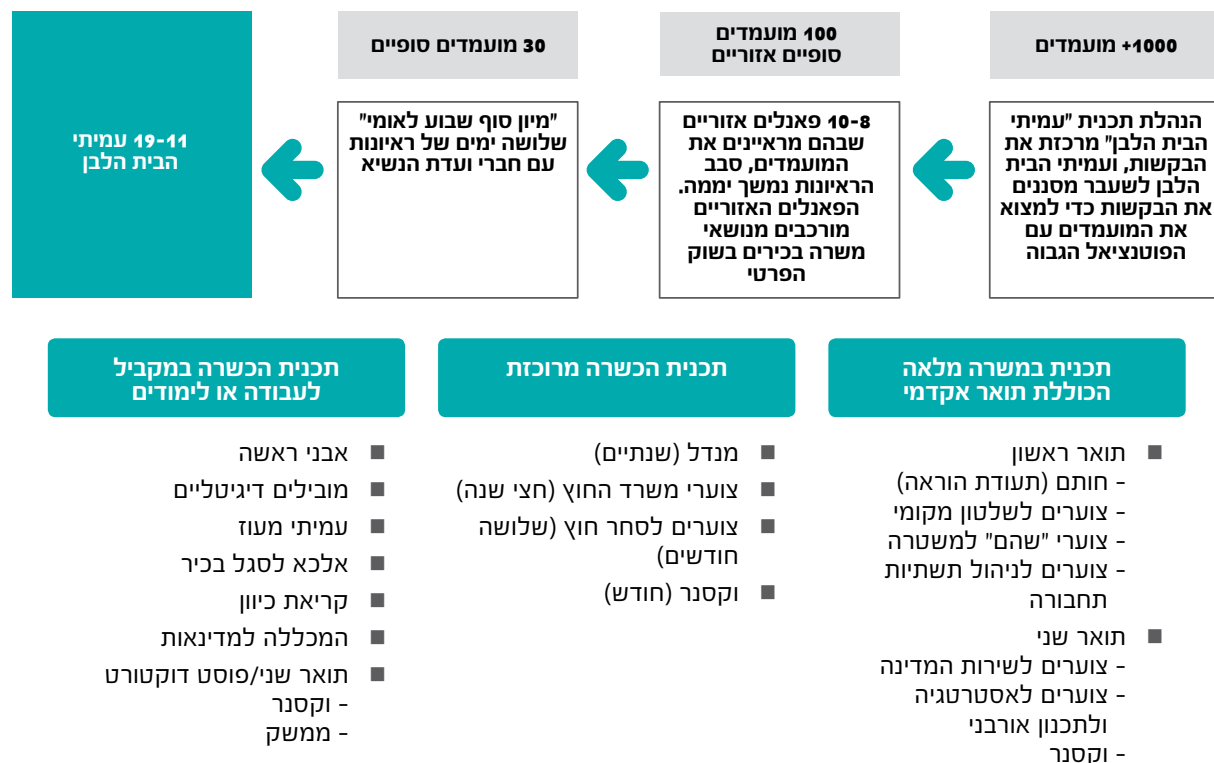 1000+ מועמדים
הנהלת תכנית "עמיתי
הבית הלבן" מרכזת את
הבקשות, ועמיתי הבית
הלבן לשעבר מסננים
את הבקשות כדי למצוא
את המועמדים עם
הפוטנציאל הגבוה
100 מועמדים
סופיים אזוריים
10-8 פאנלים אזוריים
שבהם מראיינים את
המועמדים, סבב
הראיונות נמשך יממה.
הפאנלים האזוריים
מורכבים מנושאי
משרה בכירים בשוק
הפרטי
30 מועמדים סופיים
"מיון סוף שבוע לאומי"
שלושה ימים של ראיונות
עם חברי ועדת הנשיא
19-11 עמיתי
הבית הלבן
תכנית במשרה מלאה
הכוללת תואר אקדמי
■ תואר ראשון
- חותם (תעודת הוראה)
- צוערים לשלטון מקומי
- צוערי "שהם" למשטרה
- צוערים לניהול תשתיות
תחבורה
■ תואר שני
- צוערים לשירות המדינה
- צוערים לאסטרטגיה
ולתכנון אורבני
- וקסנר
תכנית הכשרה מרוכזת
■ מנדל (שנתיים)
■ צוערי משרד החוץ (חצי שנה)
■ צוערים לסחר חוץ (שלושה
חודשים)
■ וקסנר (חודש)
תכנית הכשרה במקביל
לעבודה או לימודים
■ אבני ראשה
■ מובילים דיגיטליים
■ עמיתי מעוז
■ אלכא לסגל בכיר
■ קריאת כיוון
■ המכללה למדינאות
■ תואר שני/פוסט דוקטורט
- וקסנר
- ממשק